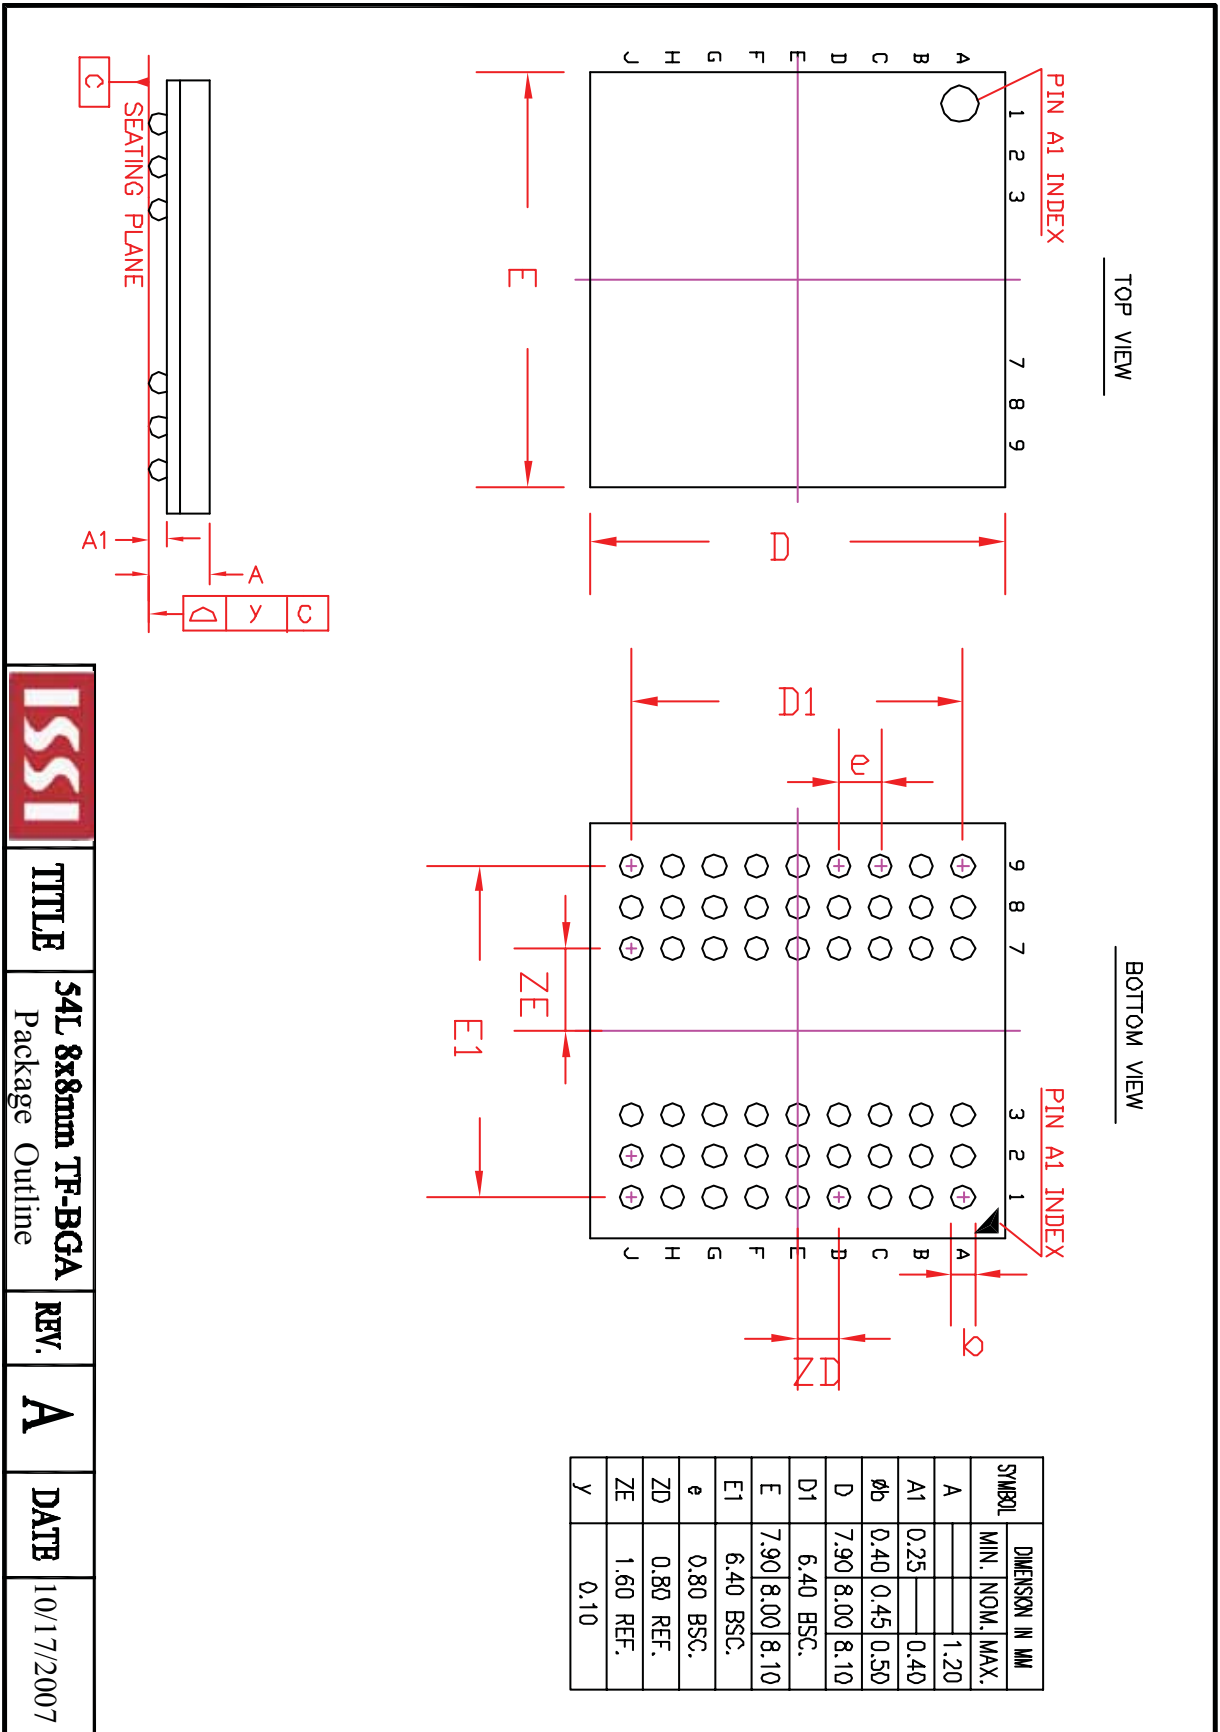 TOP VIEW
PIN A1 INDEX
1 2 3 7 8 9
A
B
C
D
E
F
G
H
J
D
E
BOTTOM VIEW
PIN A1 INDEX
9 8 7 3 2 1
A
B
C
D
E
F
G
H
J
D1
e
b
ZD
ZE
E1
SYMBOL DIMENSION IN MM
MIN. NOM. MAX.
A 1.20
A1 0.25 0.40
Øb 0.40 0.45 0.50
D 7.90 8.00 8.10
D1 6.40 BSC.
E 7.90 8.00 8.10
E1 6.40 BSC.
e 0.80 BSC.
ZD 0.80 REF.
ZE 1.60 REF.
y 0.10
C
SEATING PLANE
A1
A
y C
ISSI
TITLE
54L 8x8mm TF-BGA
Package Outline
REV.
A
DATE
10/17/2007